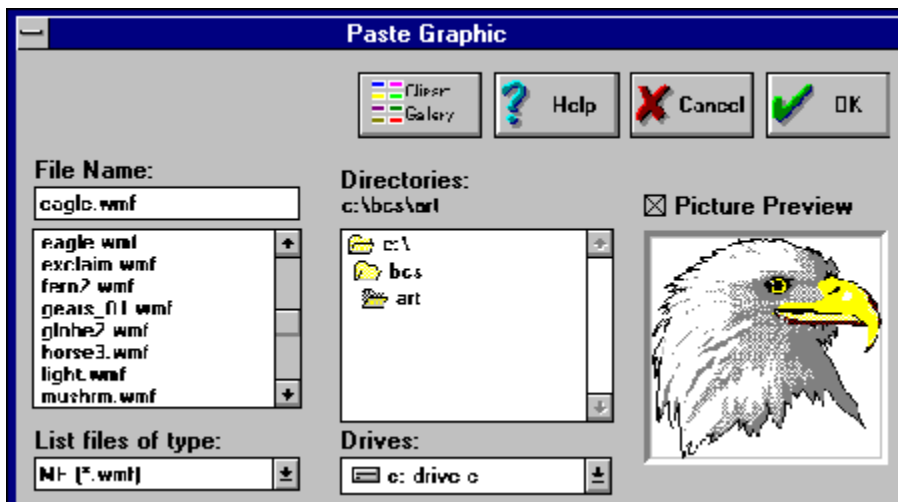 Paste Graphic
Clipart
Gallery
Help
Cancel
OK
File Name:
eagle.wmf
eagle.wmf
exclaim.wmf
fern2.wmf
gears_01.wmf
globe2.wmf
horse3.wmf
light.wmf
mushrm.wmf
List files of type:
MF (*.wmf)
Directories:
c:\bcs\art
c:\
bcs
art
Drives:
c: drive c
Picture Preview